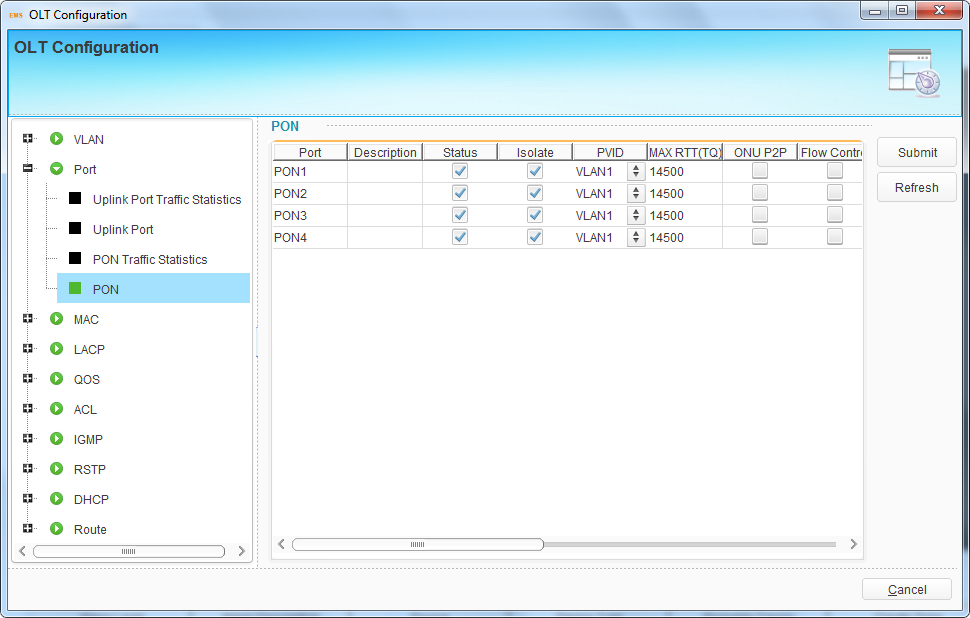 EMS OLT Configuration
OLT Configuration
VLAN
Port
Uplink Port Traffic Statistics
Uplink Port
PON Traffic Statistics
PON
MAC
LACP
QOS
ACL
IGMP
RSTP
DHCP
Route
PON
Port Description Status Isolate PVID MAX RTT(TQ) ONU P2P Flow Contro
PON1 VLAN1 14500
PON2 VLAN1 14500
PON3 VLAN1 14500
PON4 VLAN1 14500
Submit
Refresh
Cancel